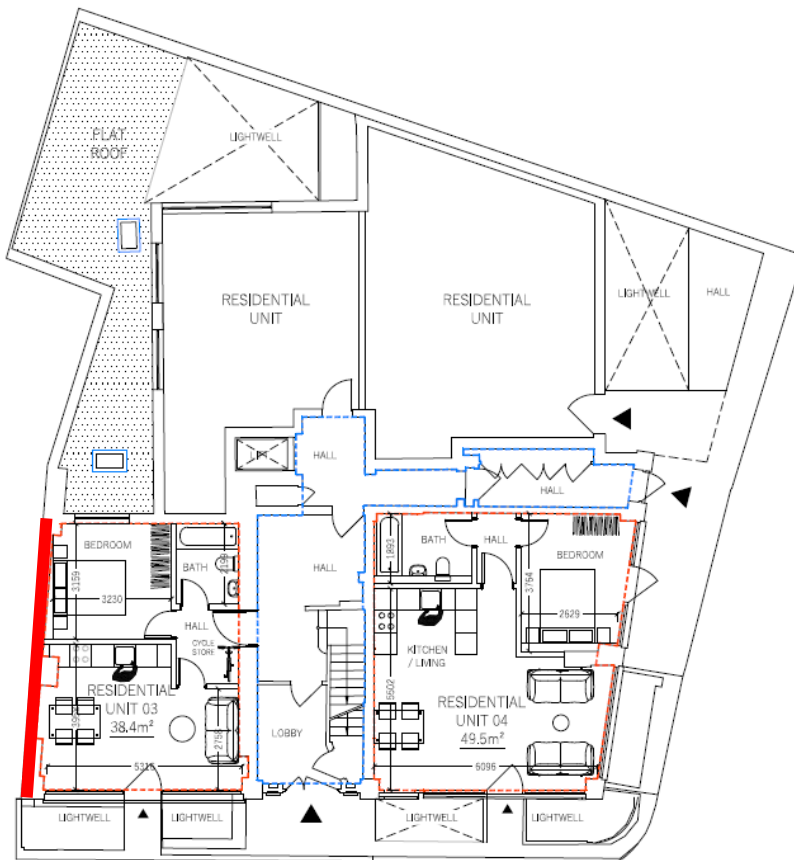 FLAT
ROOF
LIGHTWELL
RESIDENTIAL
UNIT
RESIDENTIAL
UNIT
LIGHTWELL
HALL
LIFT
HALL
HALL
HALL
BEDROOM
BATH
2199
3159
3230
HALL
CYCLE
STORE
RESIDENTIAL
UNIT 03
38.4m²
2758
5315
LOBBY
1893
BATH
HALL
BEDROOM
3764
2629
KITCHEN
/ LIVING
5502
RESIDENTIAL
UNIT 04
49.5m²
6096
LIGHTWELL
LIGHTWELL
LIGHTWELL
LIGHTWELL